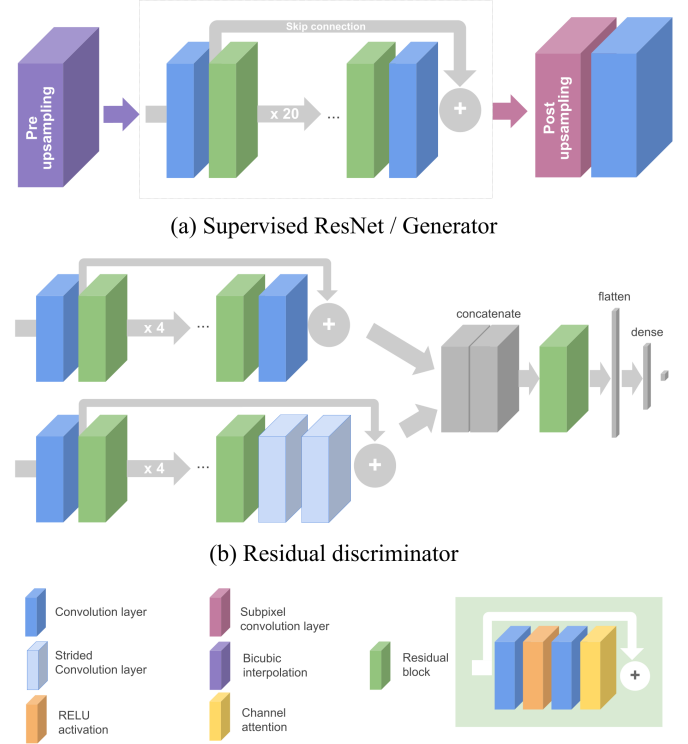 Skip connection
Pre
upsampling
x 20
...
+
Post
upsampling
(a) Supervised ResNet / Generator
x 4
...
+
concatenate
flatten
dense
x 4
...
+
(b) Residual discriminator
Convolution layer
Subpixel
convolution layer
Strided
Convolution layer
Bicubic
interpolation
Residual
block
+
RELU
activation
Channel
attention